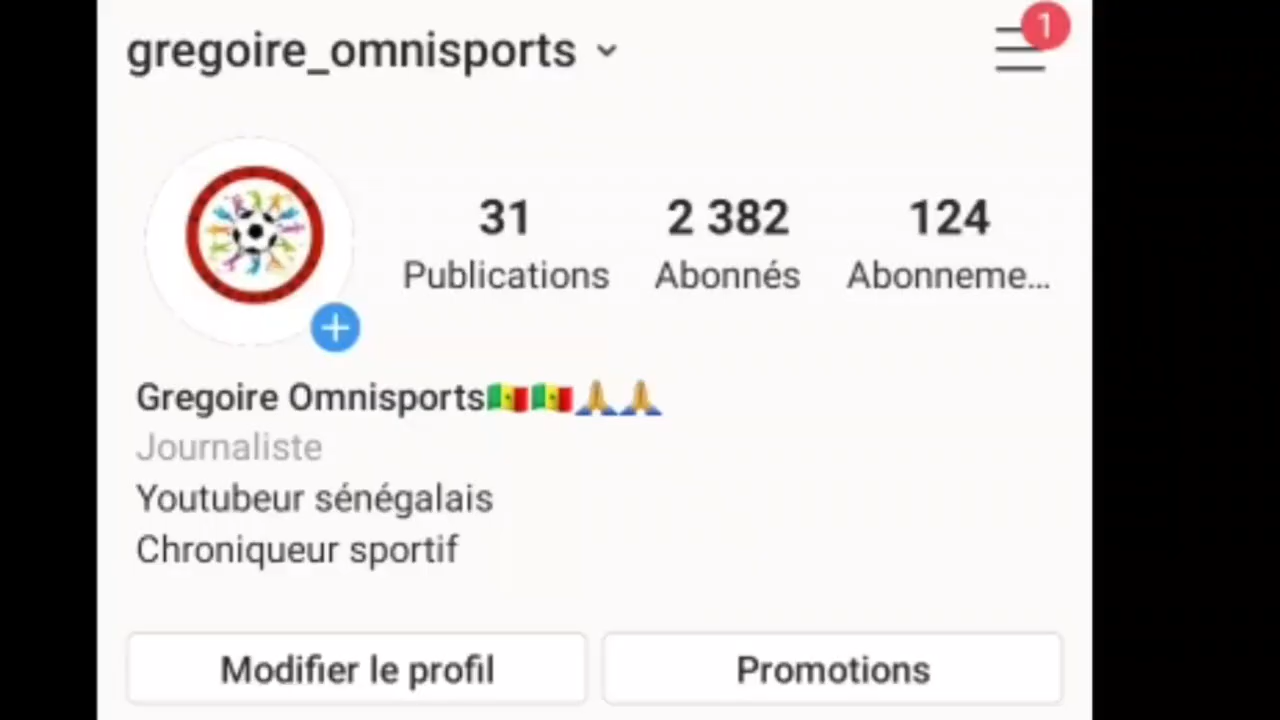 gregoire_omnisports
1
31
2 382
124
Publications
Abonnés
Abonneme...
Gregoire Omnisports🇸🇳🇸🇳🙏🙏
Journaliste
Youtubeur sénégalais
Chroniqueur sportif
Modifier le profil
Promotions